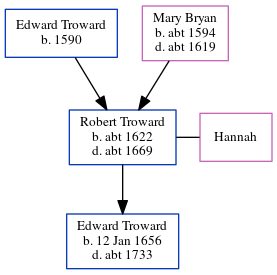 Edward Troward
b. 1590
Mary Bryan
b. abt 1594
d. abt 1619
Robert Troward
b. abt 1622
d. abt 1669
Hannah
Edward Troward
b. 12 Jan 1656
d. abt 1733